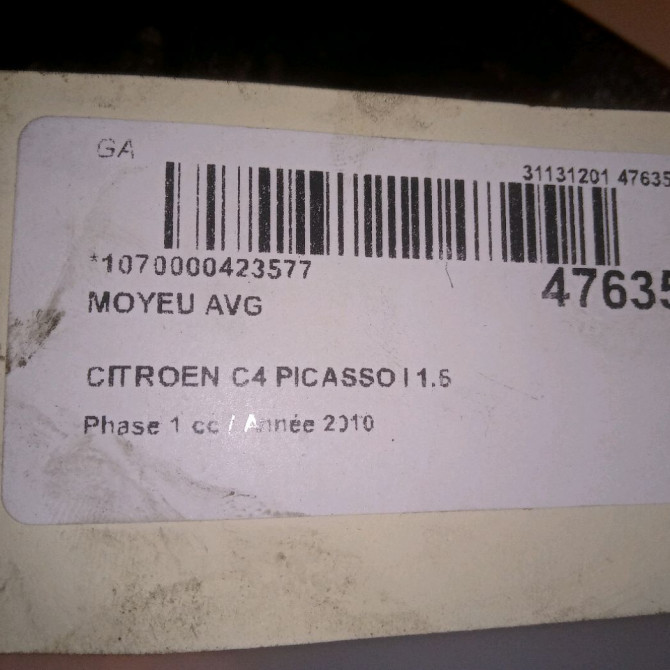 GA
31131201 47635
*1070000423577
47635
MOYEU AVG
CITROEN C4 PICASSO I 1.6
Phase 1 cc / Année 2010